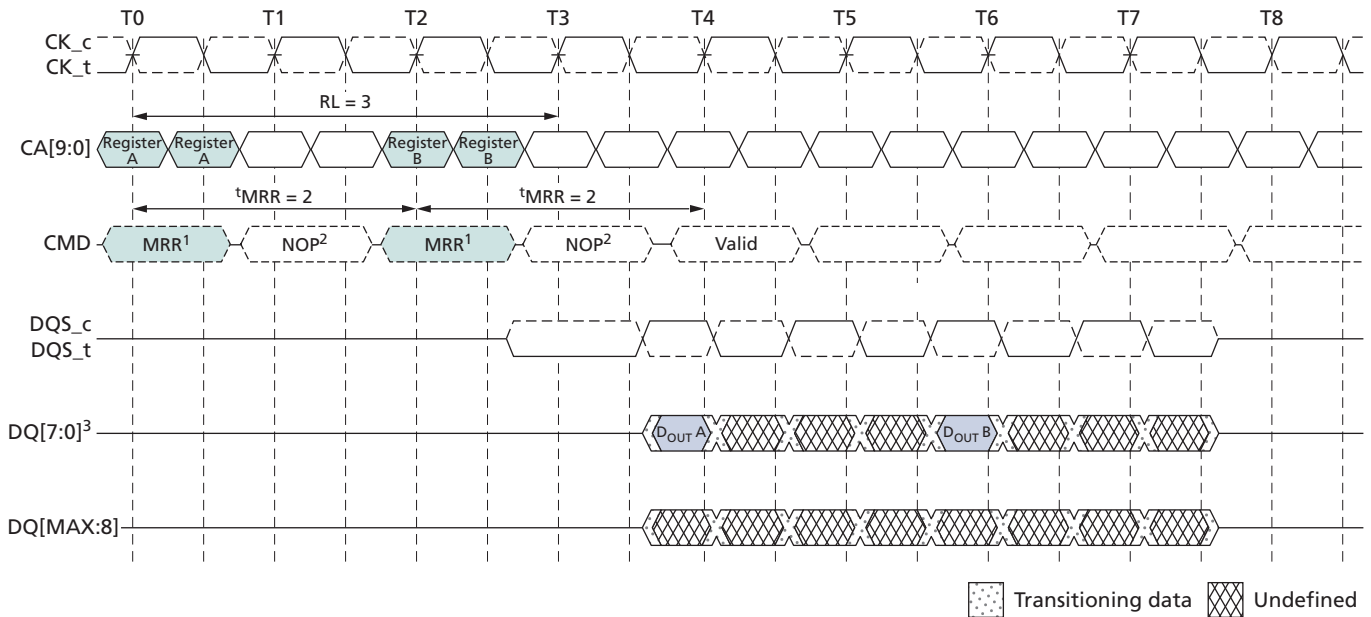 T0 T1 T2 T3 T4 T5 T6 T7 T8
CK_c
CK_t
RL = 3
CA[9:0]
Register A
Register A
Register B
Register B
tMRR = 2
tMRR = 2
CMD
MRR1
NOP2
MRR1
NOP2
Valid
DQS_c
DQS_t
DQ[7:0]3
DOUT A
DOUT B
DQ[MAX:8]
Transitioning data
Undefined